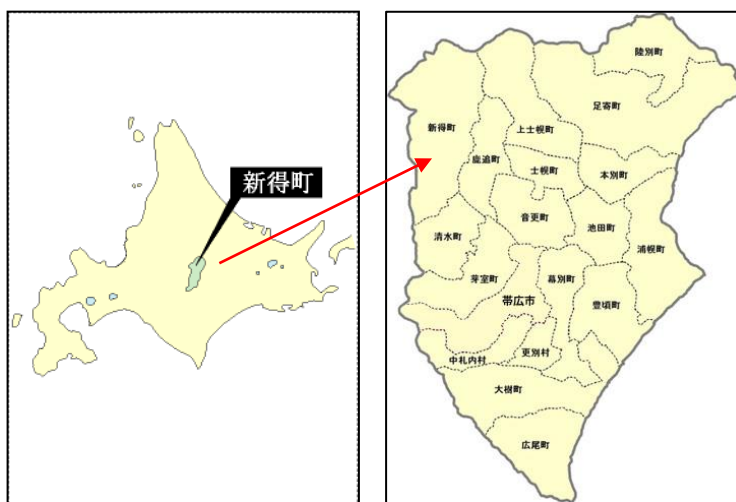 新得町
陸別町
足寄町
新得町
上士幌町
鹿追町
士幌町
本別町
音更町
池田町
清水町
浦幌町
芽室町
幕別町
帯広市
豊頃町
更別村
中札内村
大樹町
広尾町